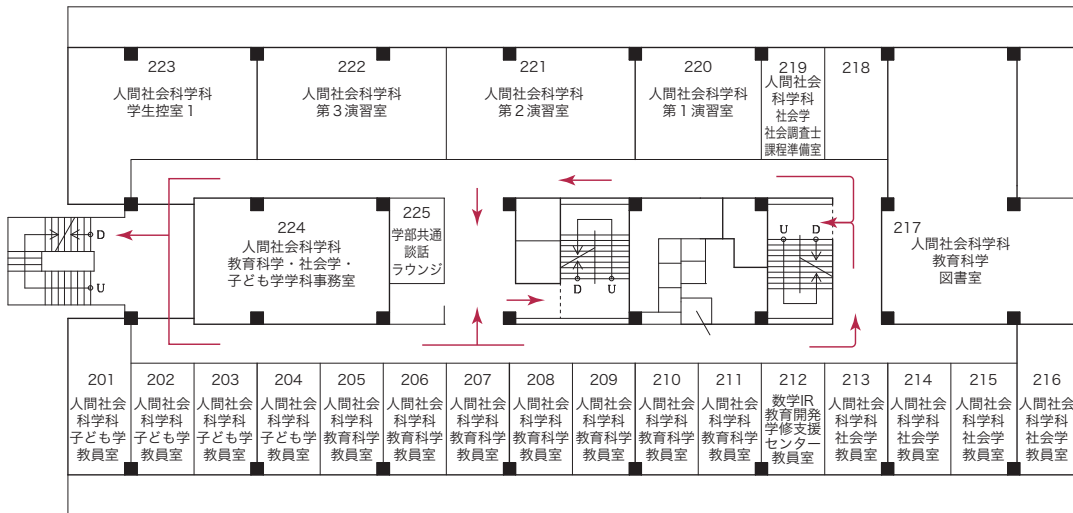 223
人間社会科学科
学生控室1
222
人間社会科学科
第3演習室
221
人間社会科学科
第2演習室
220
人間社会科学科
第1演習室
219
人間社会
科学科
社会学
社会調査士
課程準備室
218
224
人間社会科学科
教育科学・社会学・
子ども学学科事務室
225
学部共通
談話
ラウンジ
217
人間社会科学科
教育科学
図書室
D
U
D
U
U
D
201
人間社会
科学科
子ども学
教員室
202
人間社会
科学科
子ども学
教員室
203
人間社会
科学科
子ども学
教員室
204
人間社会
科学科
子ども学
教員室
205
人間社会
科学科
教育科学
教員室
206
人間社会
科学科
教育科学
教員室
207
人間社会
科学科
教育科学
教員室
208
人間社会
科学科
教育科学
教員室
209
人間社会
科学科
教育科学
教員室
210
人間社会
科学科
教育科学
教員室
211
人間社会
科学科
教育科学
教員室
212
数学IR
教育開発
学修支援
センター
教員室
213
人間社会
科学科
社会学
教員室
214
人間社会
科学科
社会学
教員室
215
人間社会
科学科
社会学
教員室
216
人間社会
科学科
社会学
教員室